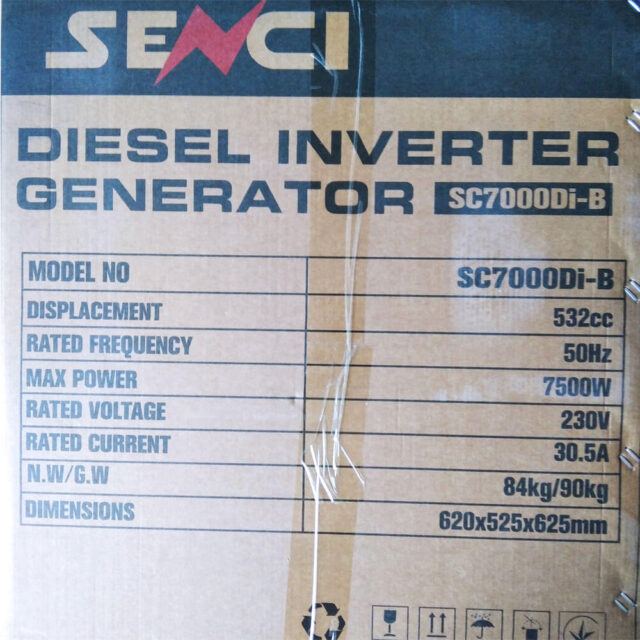 SENCI
DIESEL INVERTER
GENERATOR SC7000Di-B
MODEL NO SC7000Di-B
DISPLACEMENT 532cc
RATED FREQUENCY 50Hz
MAX POWER 7500W
RATED VOLTAGE 230V
RATED CURRENT 30.5A
N.W/G.W 84kg/90kg
DIMENSIONS 620x525x625mm